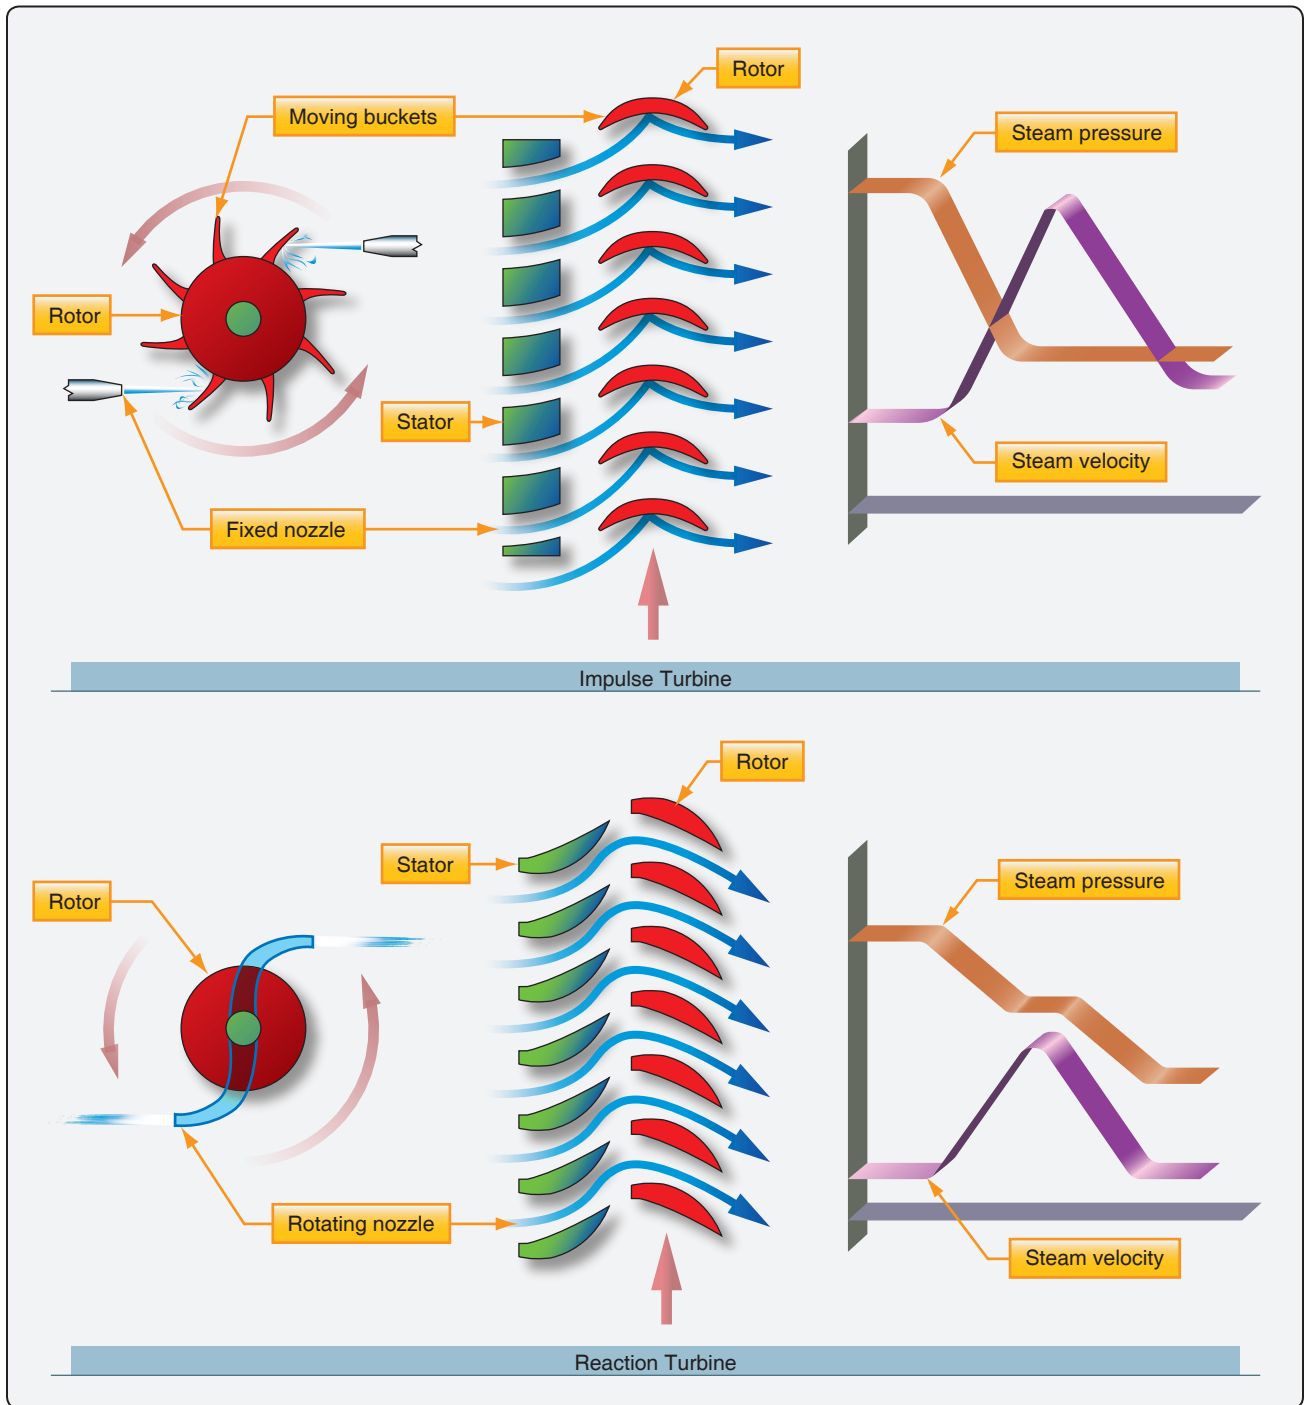 Rotor
Moving buckets
Steam pressure
Rotor
Stator
Steam velocity
Fixed nozzle
Impulse Turbine
Rotor
Stator
Steam pressure
Rotor
Rotating nozzle
Steam velocity
Reaction Turbine